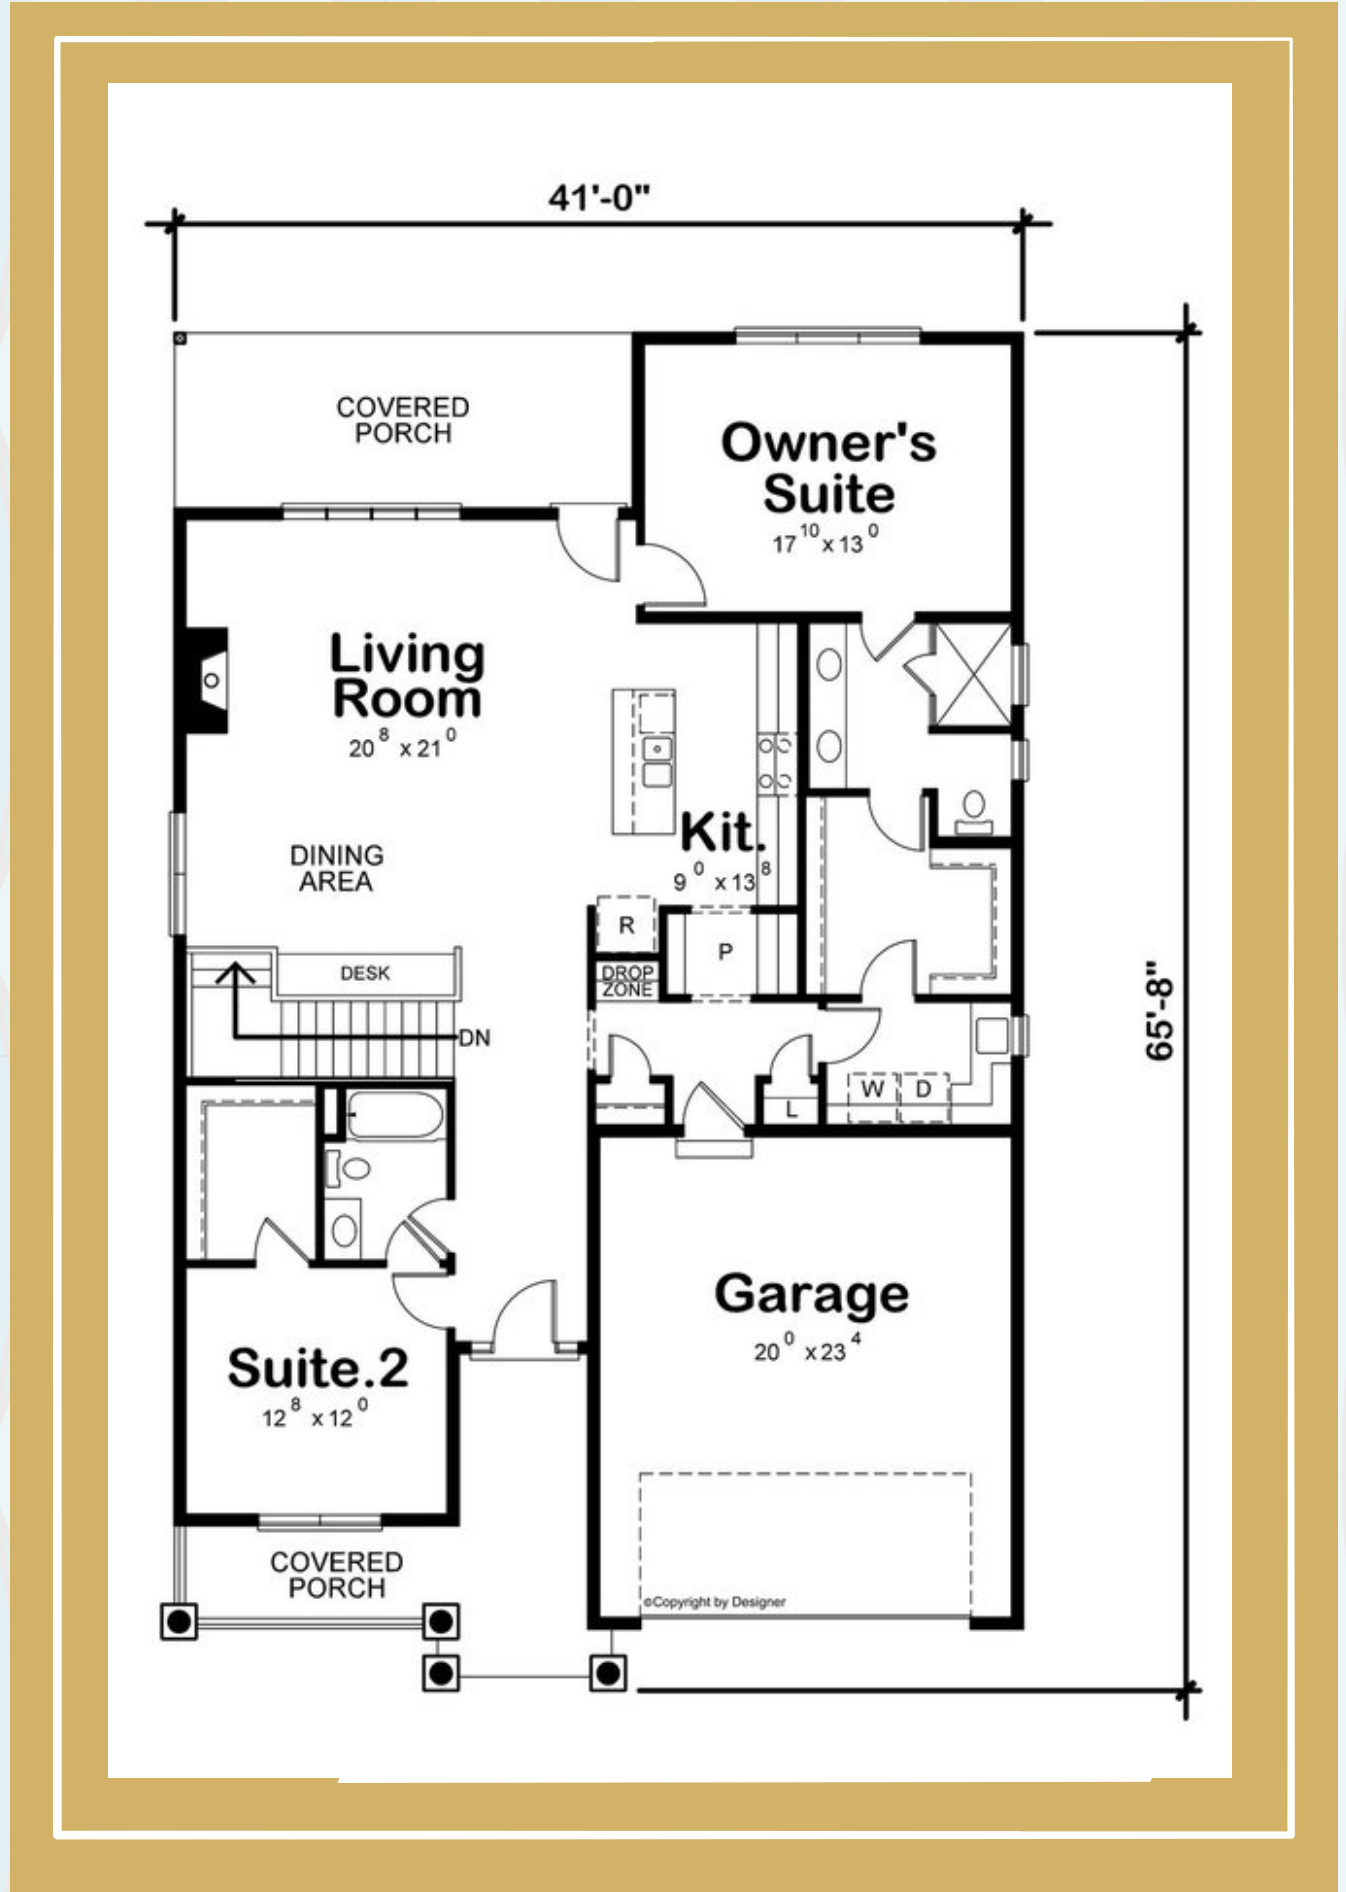 41'-0"
COVERED
PORCH
Owner's
Suite
17 10 x 13 0
Living
Room
20 8 x 21 0
Kit.
9 0 x 13 8
DINING
AREA
R
P
DESK
DROP
ZONE
DN
65'-8"
W D
L
Garage
20 0 x 23 4
Suite.2
12 8 x 12 0
COVERED
PORCH
©Copyright by Designer